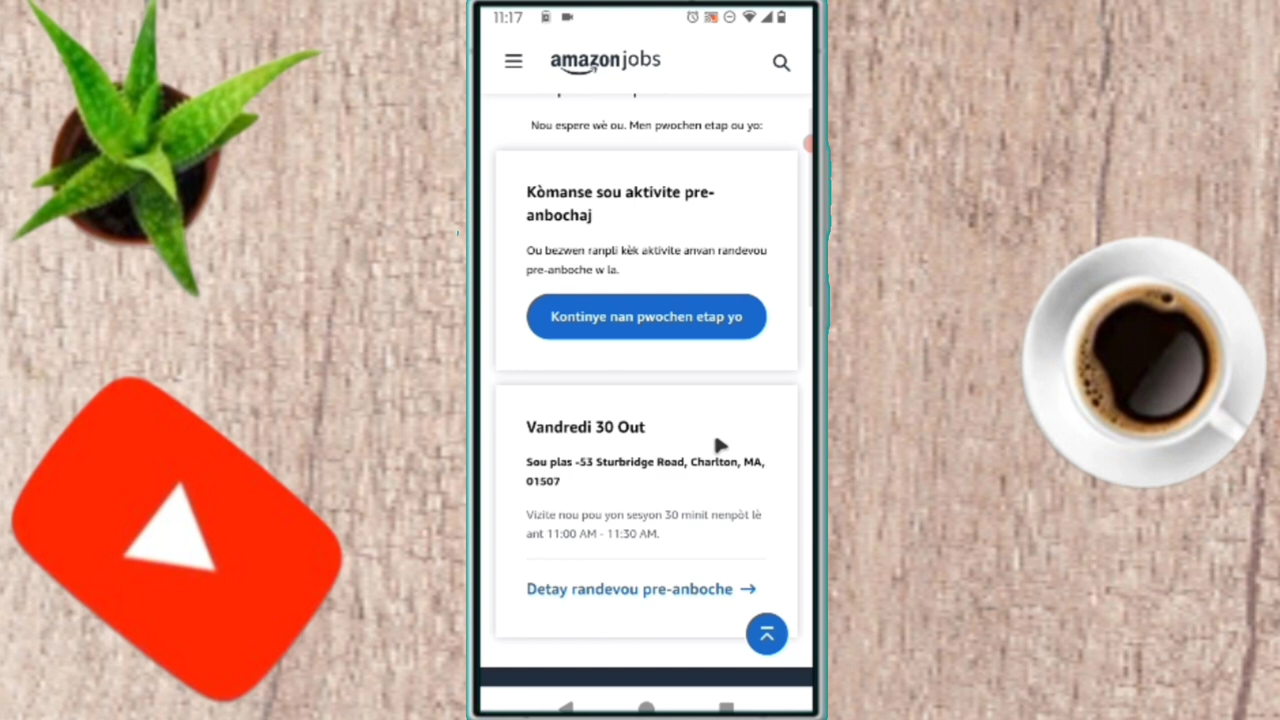 11:17
amazon jobs
Nou espere wè ou. Men pwochen etap ou yo:
Kòmanse sou aktivite pre-
anbochaj
Ou bezwen ranpli kèk aktivite anvan randevou
pre-anboche w la.
Kontinye nan pwochen etap yo
Vandredi 30 Out
Sou plas -53 Sturbridge Road, Charlton, MA,
01507
Vizite nou pou yon sesyon 30 minit nenpòt lè
ant 11:00 AM - 11:30 AM.
Detay randevou pre-anboche →